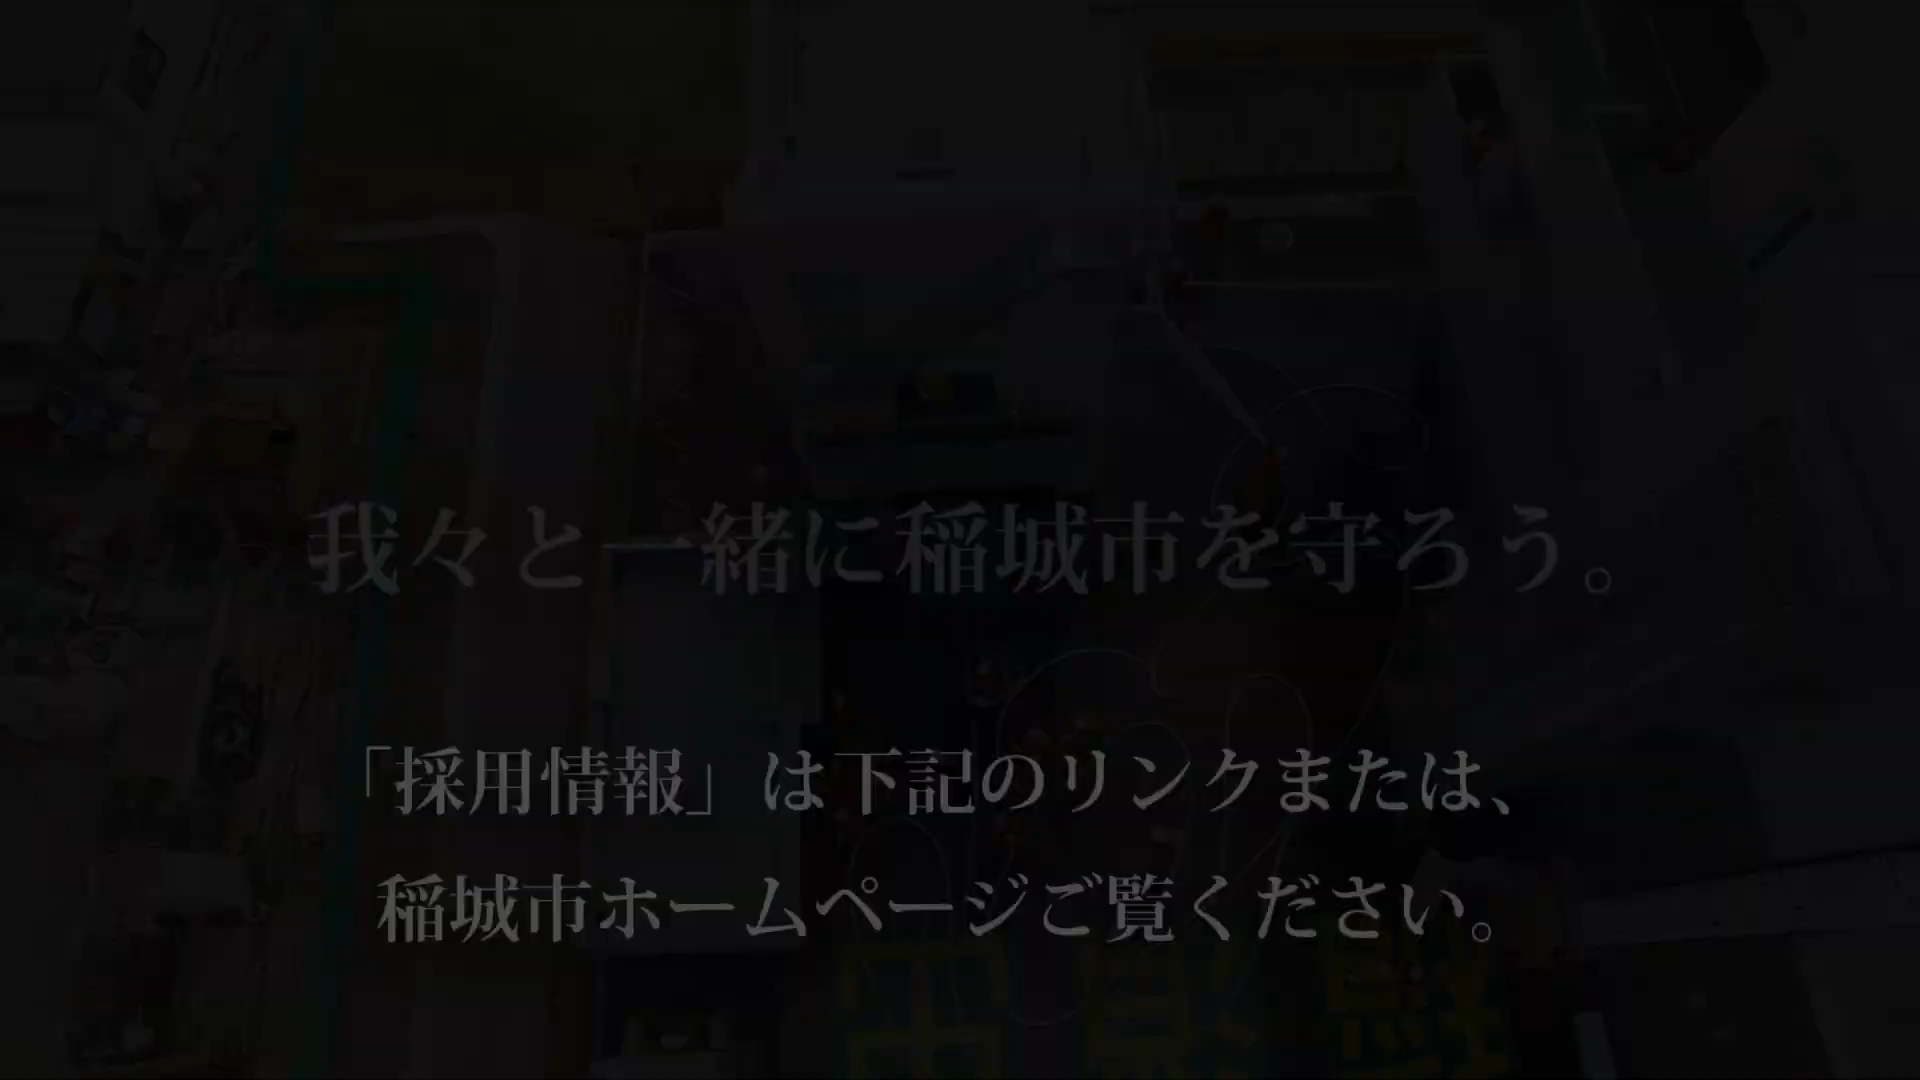 我々と一緒に稲城市を守ろう。
「採用情報」は下記のリンクまたは、
稲城市ホームページご覧ください。